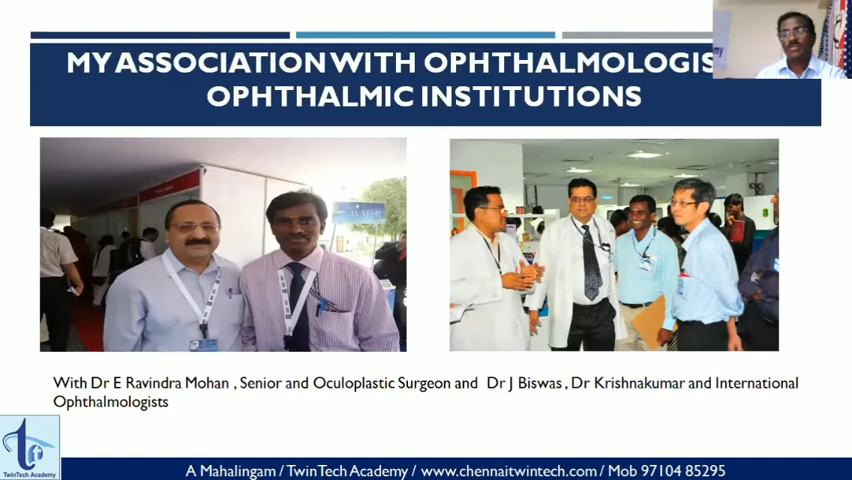 MY ASSOCIATION WITH OPHTHALMOLOGIS
OPHTHALMIC INSTITUTIONS
With Dr E Ravindra Mohan , Senior and Oculoplastic Surgeon and Dr J Biswas , Dr Krishnakumar and International
Ophthalmologists
TwinTech Academy
A Mahalingam / TwinTech Academy / www.chennaitwintech.com / Mob 97104 85295